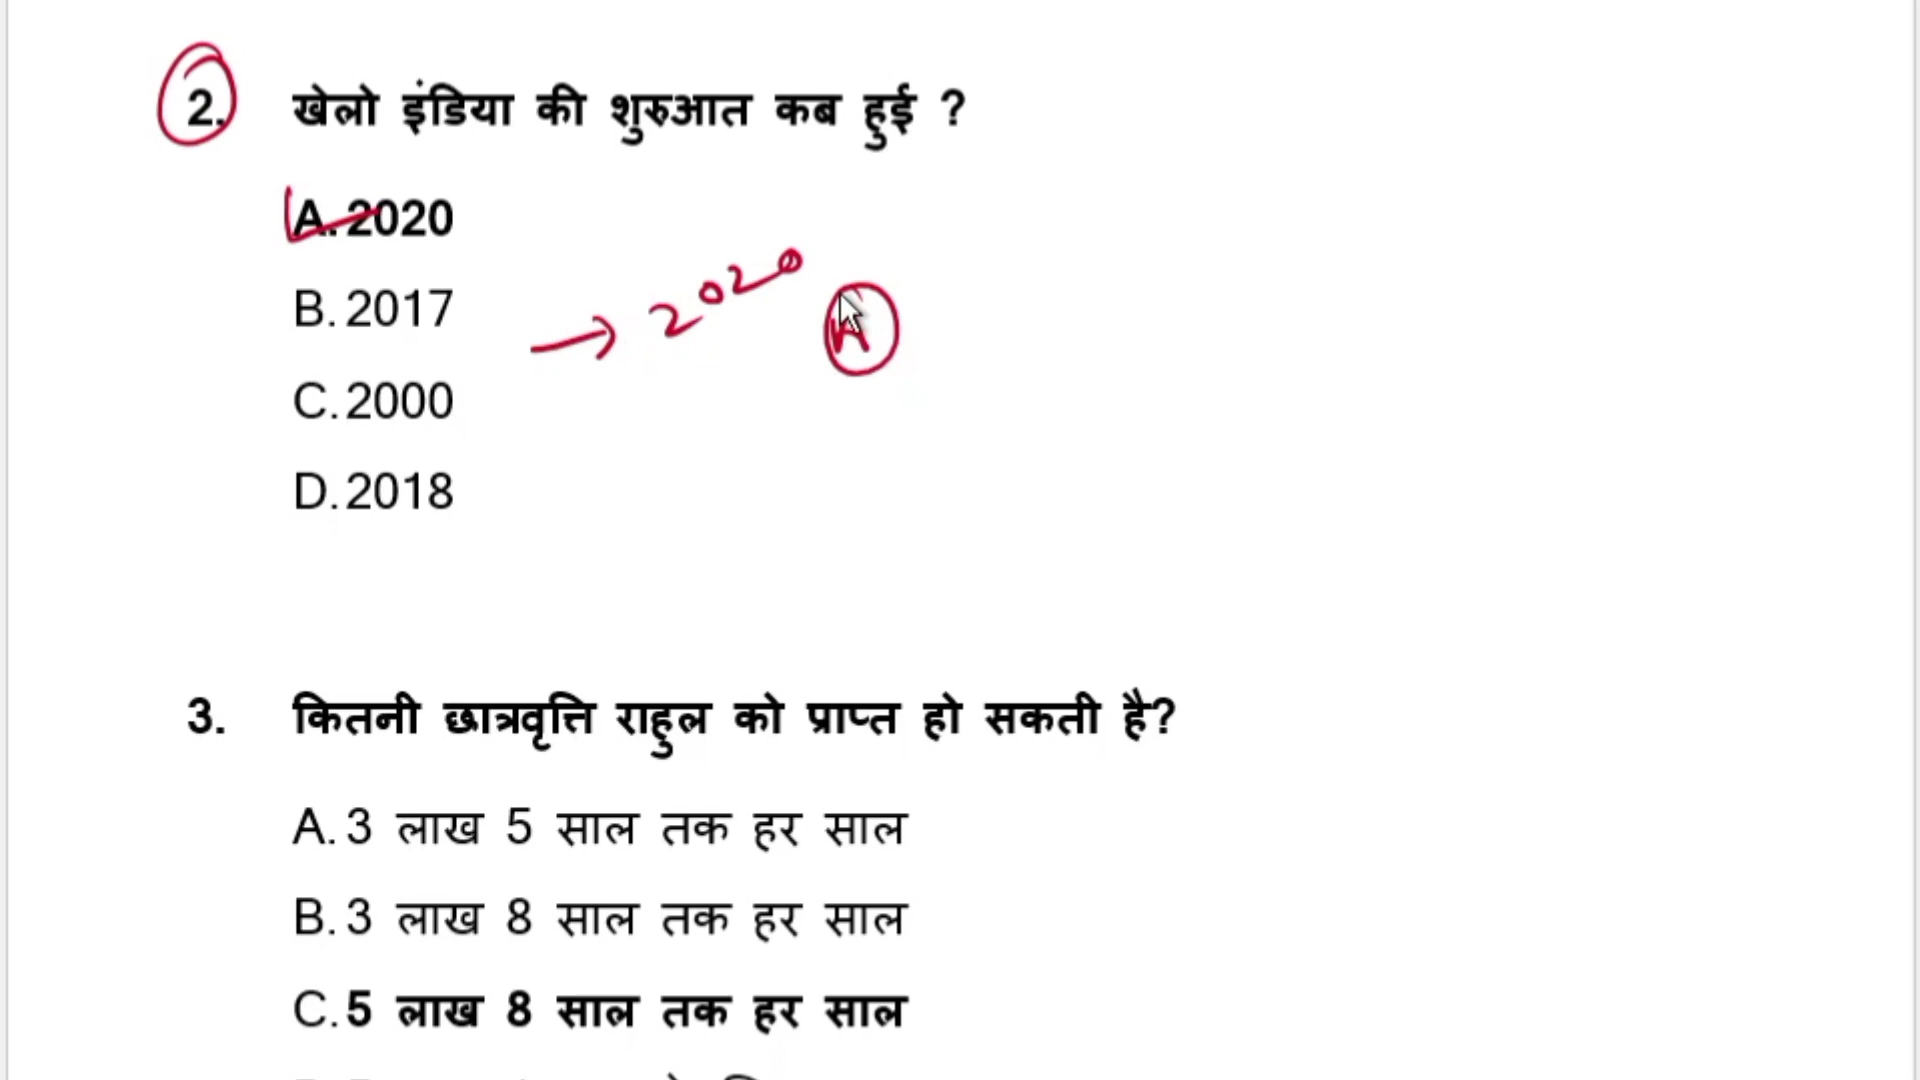 2. खेलो इंडिया की शुरुआत कब हुई ?
A. 2020
B. 2017
→ 2020 A
C. 2000
D. 2018
3. कितनी छात्रवृत्ति राहुल को प्राप्त हो सकती है?
A. 3 लाख 5 साल तक हर साल
B. 3 लाख 8 साल तक हर साल
C. 5 लाख 8 साल तक हर साल